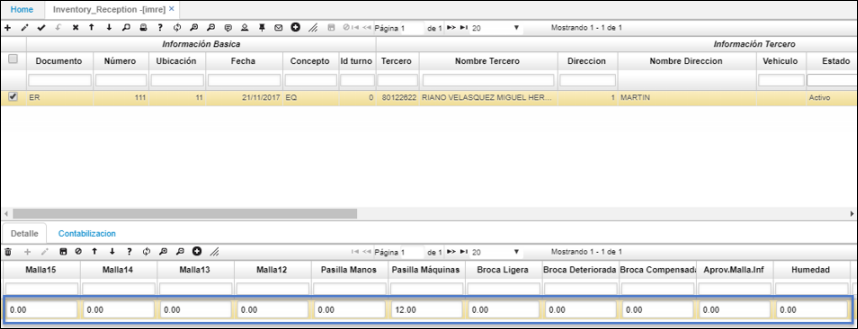 Home Inventory_Reception -[imre] ×
Página 1 de 1 20 Mostrando 1 - 1 de 1
Información Basica Información Tercero
Documento Número Ubicación Fecha Concepto Id turno Tercero Nombre Tercero Direccion Nombre Direccion Vehiculo Estado
ER 111 11 21/11/2017 EQ 0 80122622 RIANO VELASQUEZ MIGUEL HER... 1 MARTIN Activo
Detalle Contabilizacion
Página 1 de 1 20 Mostrando 1 - 1 de 1
Malla15 Malla14 Malla13 Malla12 Pasilla Manos Pasilla Máquinas Broca Ligera Broca Deteriorada Broca Compensada Aprov.Malla.Inf Humedad
0.00 0.00 0.00 0.00 0.00 12.00 0.00 0.00 0.00 0.00 0.00